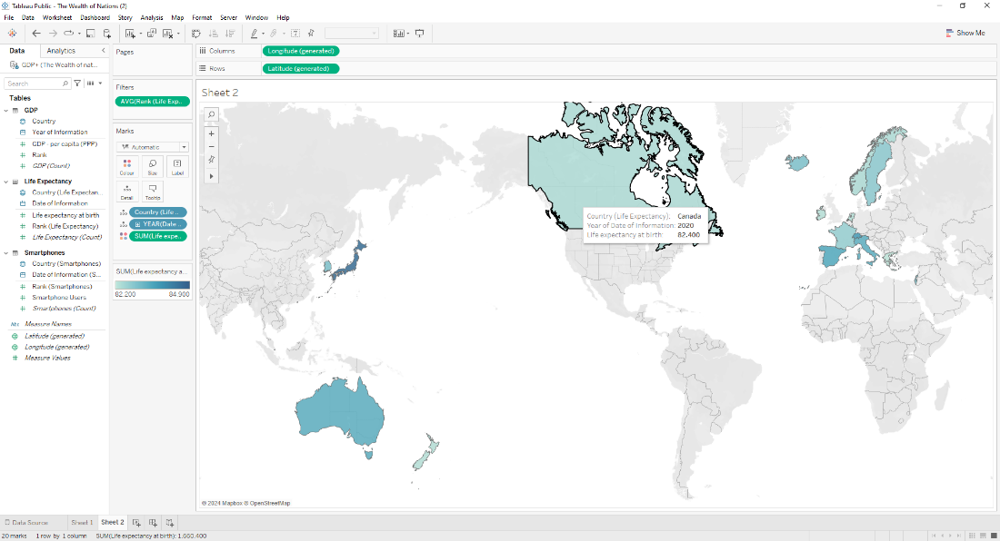 Tableau Public - The Wealth of Nations (2)
File Data Worksheet Dashboard Story Analysis Map Format Server Window Help
Show Me
Data Analytics
GDP+ (The Wealth of nat...
Search
Tables
GDP
Country
Year of Information
GDP - per capita (PPP)
Rank
GDP (Count)
Life Expectancy
Country (Life Expectan...
Date of Information
Life expectancy at birth
Rank (Life Expectancy)
Life Expectancy (Count)
Smartphones
Country (Smartphones)
Date of Information (S...
Rank (Smartphones)
Smartphone Users
Smartphones (Count)
Abc Measure Names
Latitude (generated)
Longitude (generated)
Measure Values
Pages
Filters
AVG(Rank (Life Exp..
Marks
Automatic
Colour Size Label
Detail Tooltip
Country (Life ..
YEAR(Date ..
SUM(Life expe..
SUM(Life expectancy a...
82.200 84.900
Columns Longitude (generated)
Rows Latitude (generated)
Sheet 2
Country (Life Expectancy): Canada
Year of Date of Information: 2020
Life expectancy at birth: 82.400
© 2024 Mapbox © OpenStreetMap
Data Source Sheet 1 Sheet 2
20 marks 1 row by 1 column SUM(Life expectancy at birth): 1,660.400